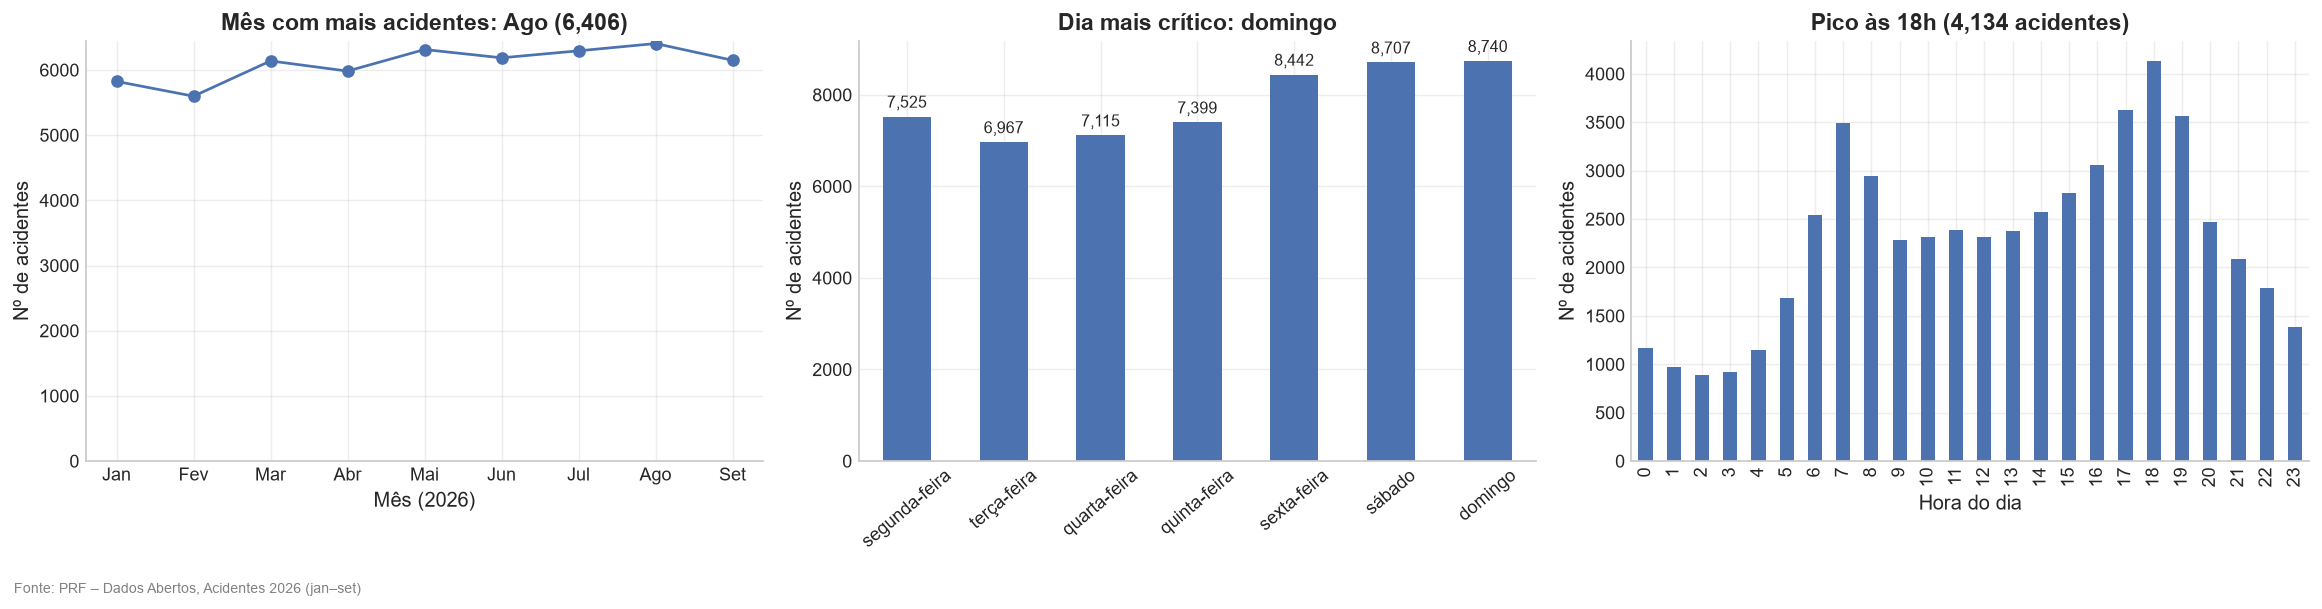 Mês com mais acidentes: Ago (6,406)
Nº de acidentes
6000
5000
4000
3000
2000
1000
0
Jan Fev Mar Abr Mai Jun Jul Ago Set
Mês (2026)
Dia mais crítico: domingo
Nº de acidentes
8000
6000
4000
2000
0
7,525 6,967 7,115 7,399 8,442 8,707 8,740
segunda-feira terça-feira quarta-feira quinta-feira sexta-feira sábado domingo
Pico às 18h (4,134 acidentes)
Nº de acidentes
4000
3500
3000
2500
2000
1500
1000
500
0
0 1 2 3 4 5 6 7 8 9 10 11 12 13 14 15 16 17 18 19 20 21 22 23
Hora do dia
Fonte: PRF – Dados Abertos, Acidentes 2026 (jan–set)